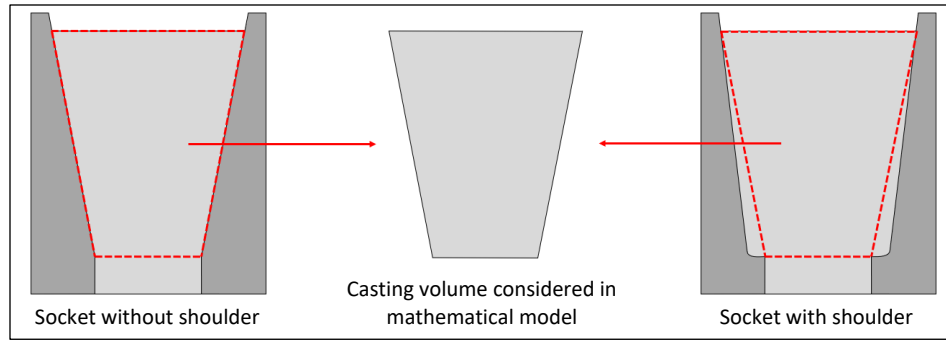 Socket without shoulder
Casting volume considered in
mathematical model
Socket with shoulder